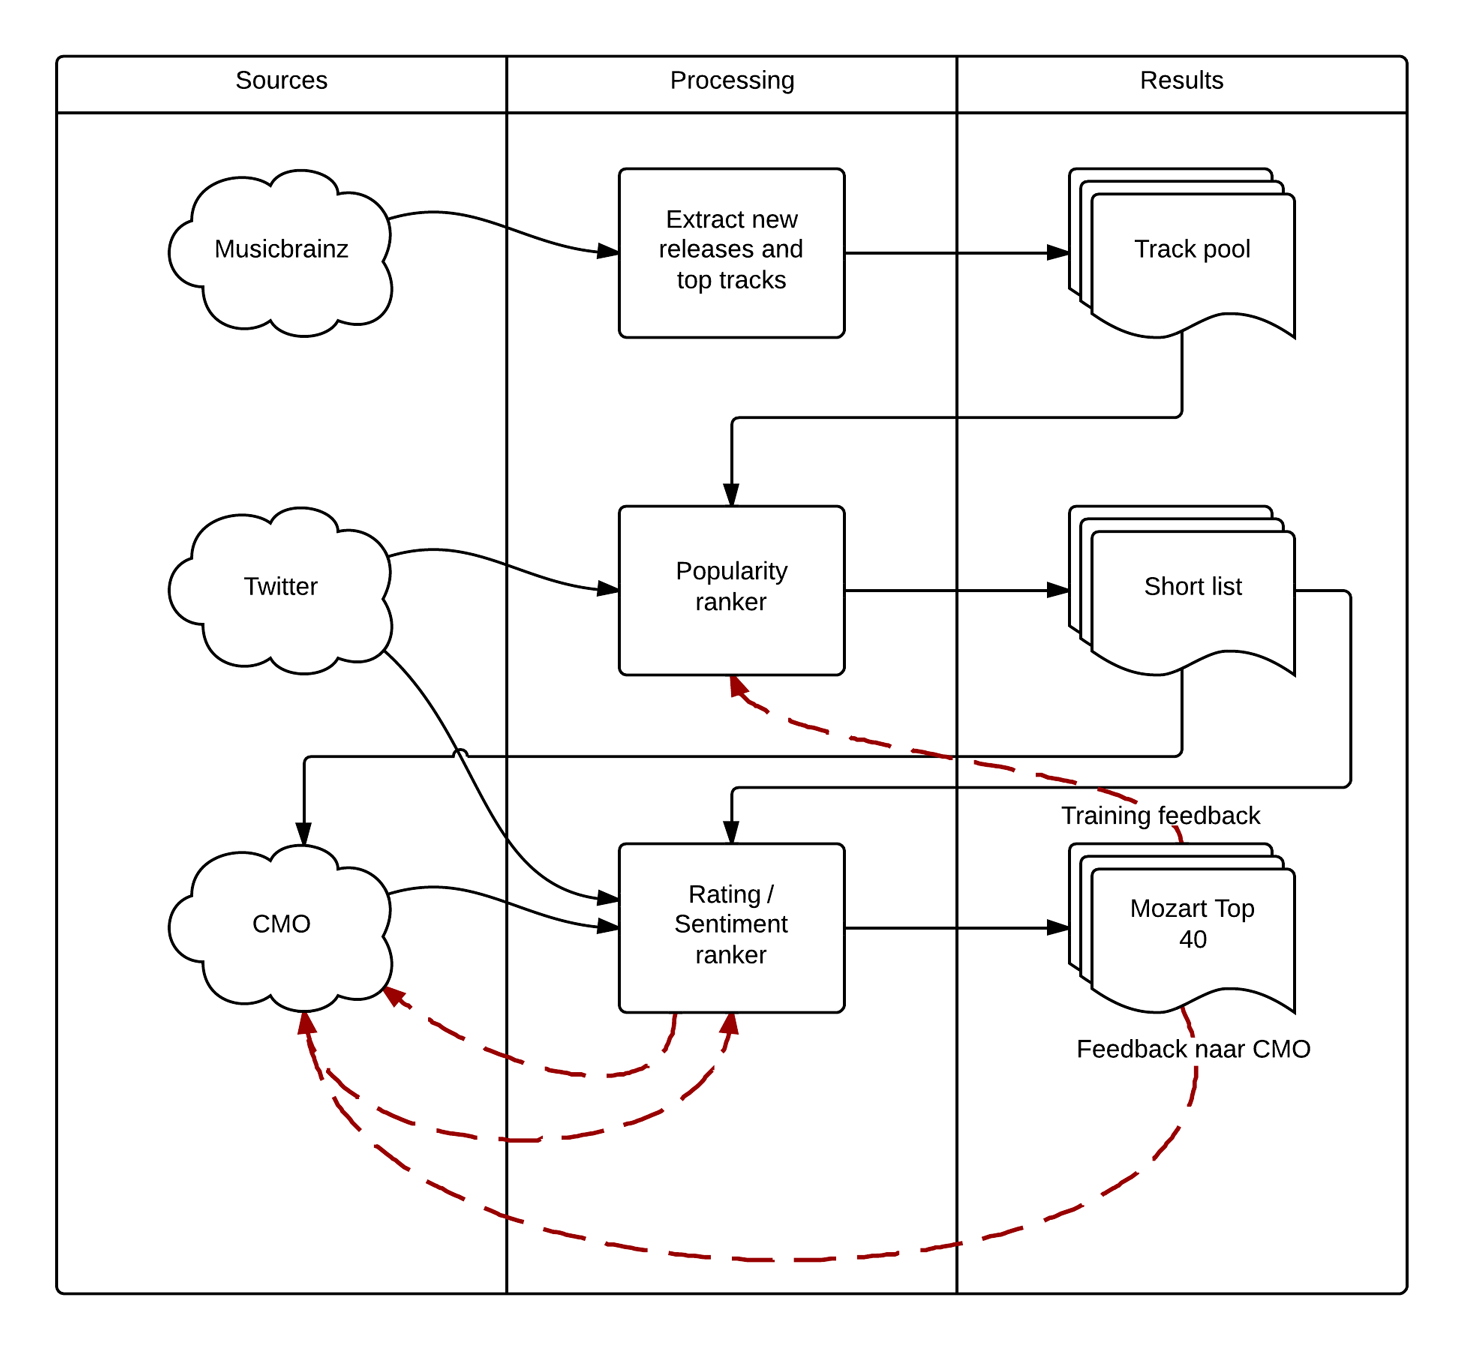 Sources
Processing
Results
Musicbrainz
Extract new
releases and
top tracks
Track pool
Twitter
Popularity
ranker
Short list
Training feedback
CMO
Rating /
Sentiment
ranker
Mozart Top
40
Feedback naar CMO